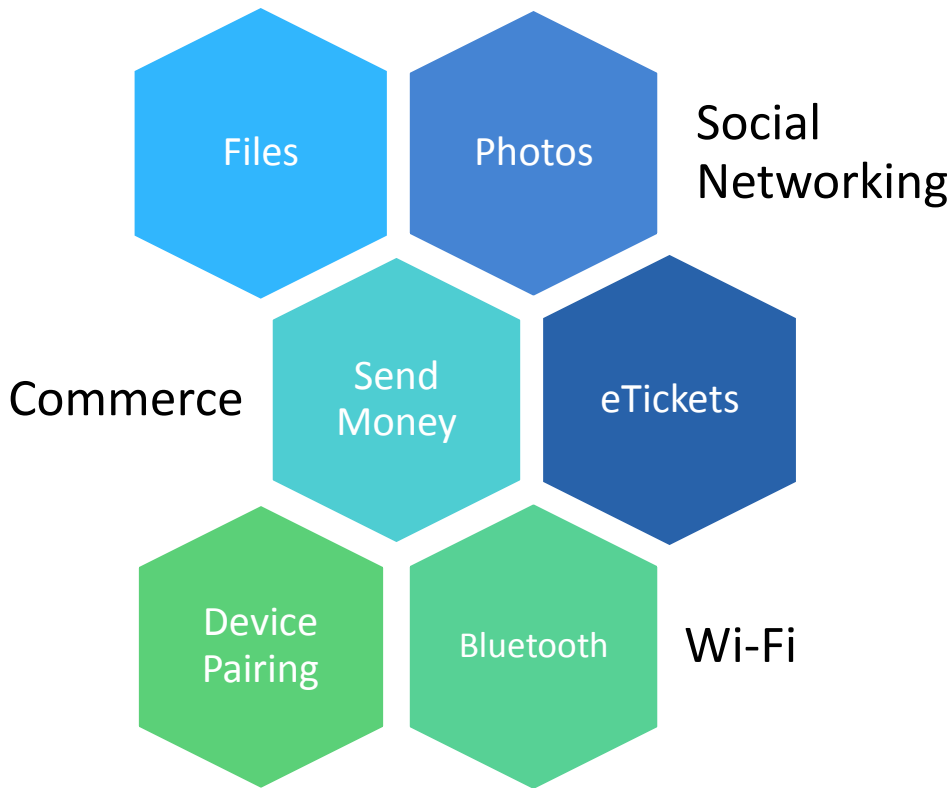 Files
Photos
Social
Networking
Commerce
Send
Money
eTickets
Device
Pairing
Bluetooth
Wi-Fi